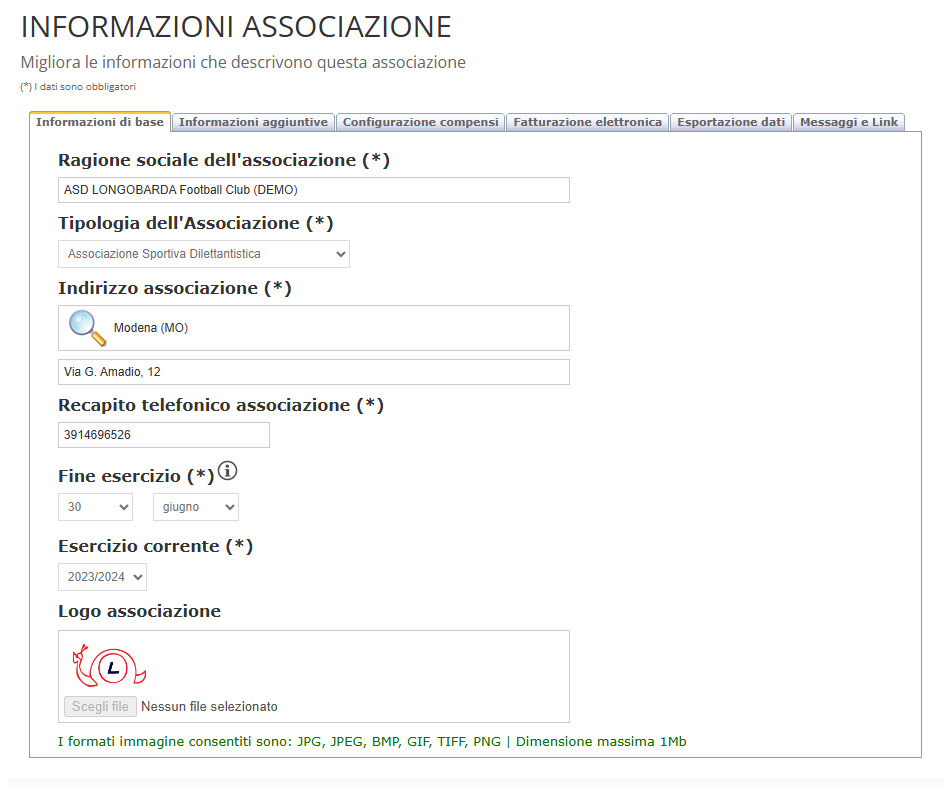 INFORMAZIONI ASSOCIAZIONE
Migliora le informazioni che descrivono questa associazione
(*) I dati sono obbligatori
Informazioni di base Informazioni aggiuntive Configurazione compensi Fatturazione elettronica Esportazione dati Messaggi e Link
Ragione sociale dell'associazione (*)
ASD LONGOBARDA Football Club (DEMO)
Tipologia dell'Associazione (*)
Associazione Sportiva Dilettantistica
Indirizzo associazione (*)
Modena (MO)
Via G. Amadio, 12
Recapito telefonico associazione (*)
3914696526
Fine esercizio (*)
30 giugno
Esercizio corrente (*)
2023/2024
Logo associazione
L
Scegli file Nessun file selezionato
I formati immagine consentiti sono: JPG, JPEG, BMP, GIF, TIFF, PNG | Dimensione massima 1Mb